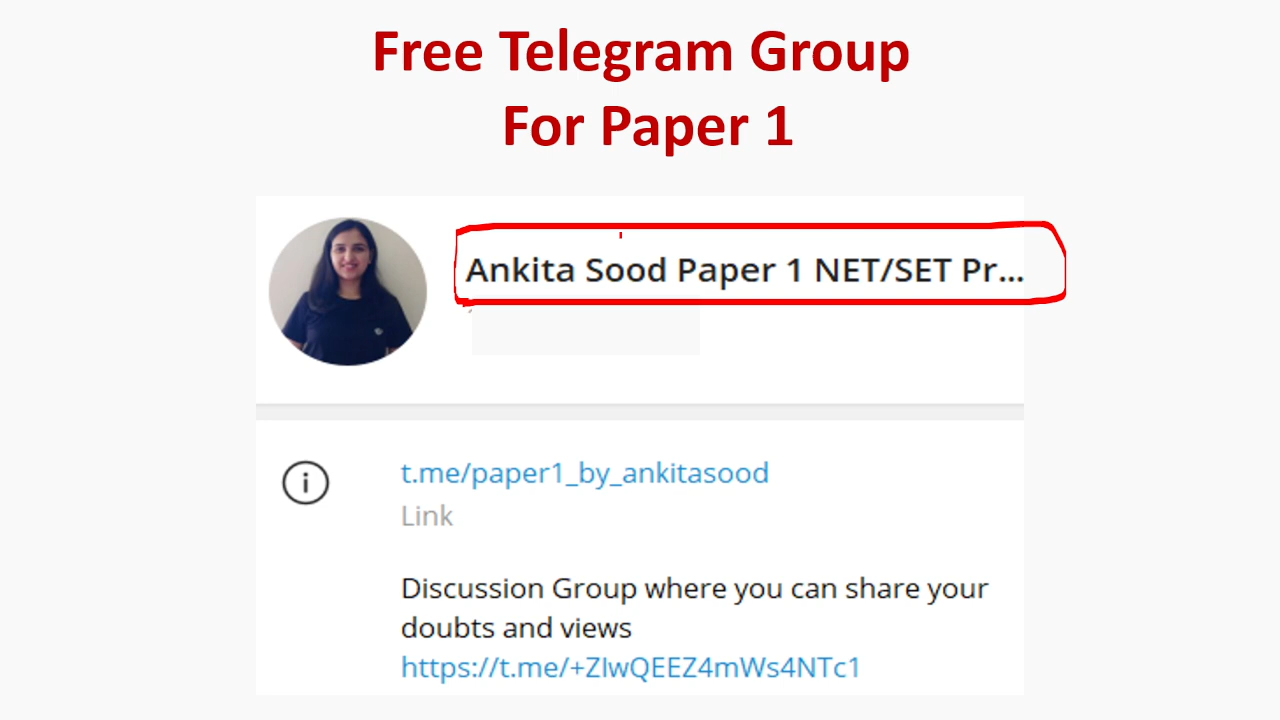 Free Telegram Group
For Paper 1
Ankita Sood Paper 1 NET/SET Pr...
t.me/paper1_by_ankitasood
Link
Discussion Group where you can share your
doubts and views
https://t.me/+ZIwQEEZ4mWs4NTc1